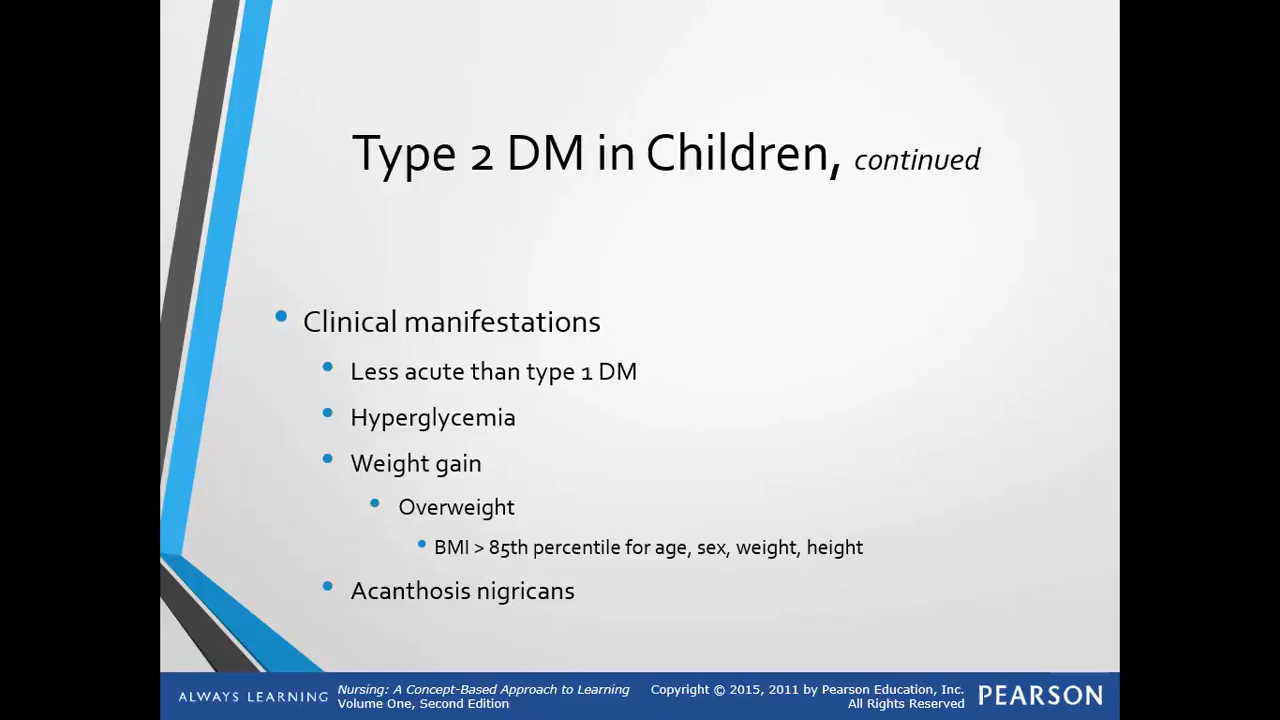 Type 2 DM in Children, continued
• Clinical manifestations
• Less acute than type 1 DM
• Hyperglycemia
• Weight gain
• Overweight
• BMI > 85th percentile for age, sex, weight, height
• Acanthosis nigricans
ALWAYS LEARNING
Nursing: A Concept-Based Approach to Learning
Volume One, Second Edition
Copyright © 2015, 2011 by Pearson Education, Inc.
All Rights Reserved
PEARSON